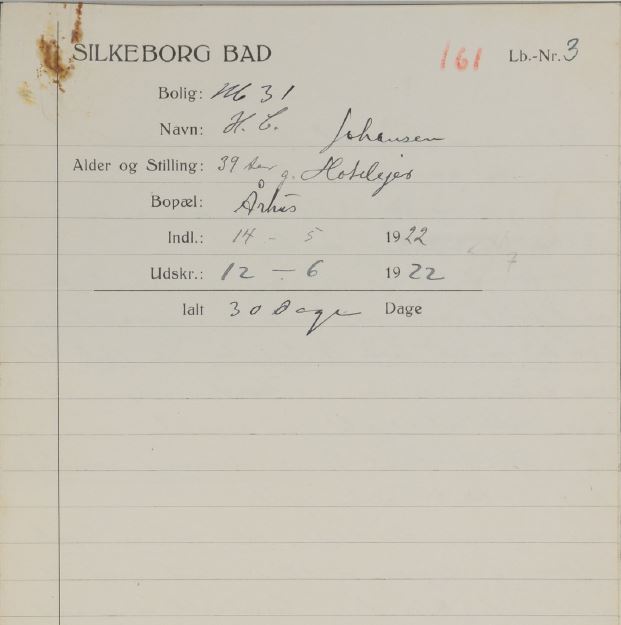 SILKEBORG BAD 161 Lb.-Nr. 3
Bolig: M6 31
Navn: H. C. Johansen
Alder og Stilling: 39 Aar g. Hotelejer
Bopæl: Århus
Indl.: 14 - 5 1922
Udskr.: 12 - 6 1922
Ialt 30 Dage Dage